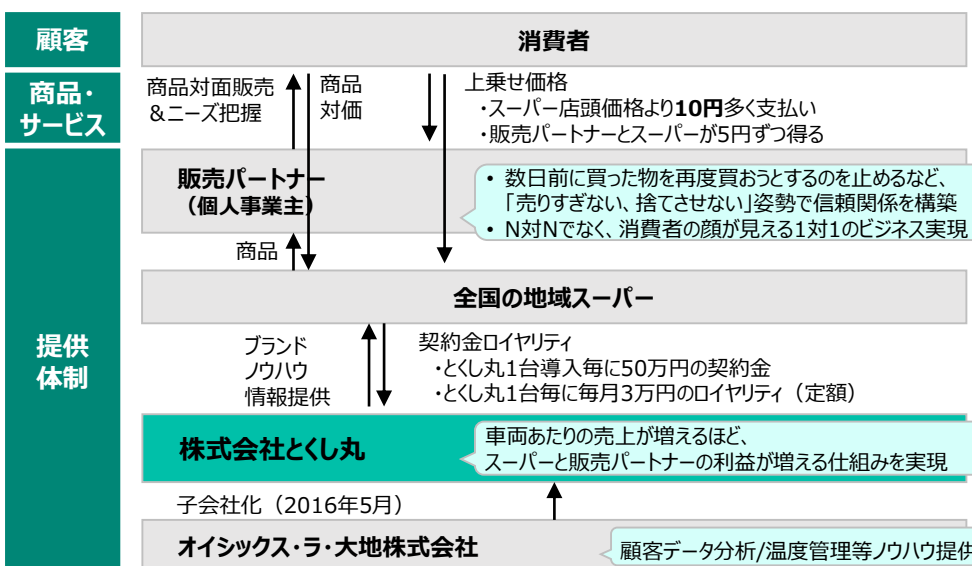 顧客
消費者
商品・
サービス
商品対面販売
&ニーズ把握
商品
対価
上乗せ価格
・スーパー店頭価格より10円多く支払い
・販売パートナーとスーパーが5円ずつ得る
提供
体制
販売パートナー
(個人事業主)
• 数日前に買った物を再度買おうとするのを止めるなど、
「売りすぎない、捨てさせない」姿勢で信頼関係を構築
• N対Nでなく、消費者の顔が見える1対1のビジネス実現
商品
全国の地域スーパー
ブランド
ノウハウ
情報提供
契約金ロイヤリティ
・とくし丸1台導入毎に50万円の契約金
・とくし丸1台毎に毎月3万円のロイヤリティ（定額）
株式会社とくし丸
車両あたりの売上が増えるほど、
スーパーと販売パートナーの利益が増える仕組みを実現
子会社化（2016年5月）
オイシックス・ラ・大地株式会社
顧客データ分析/温度管理等ノウハウ提供